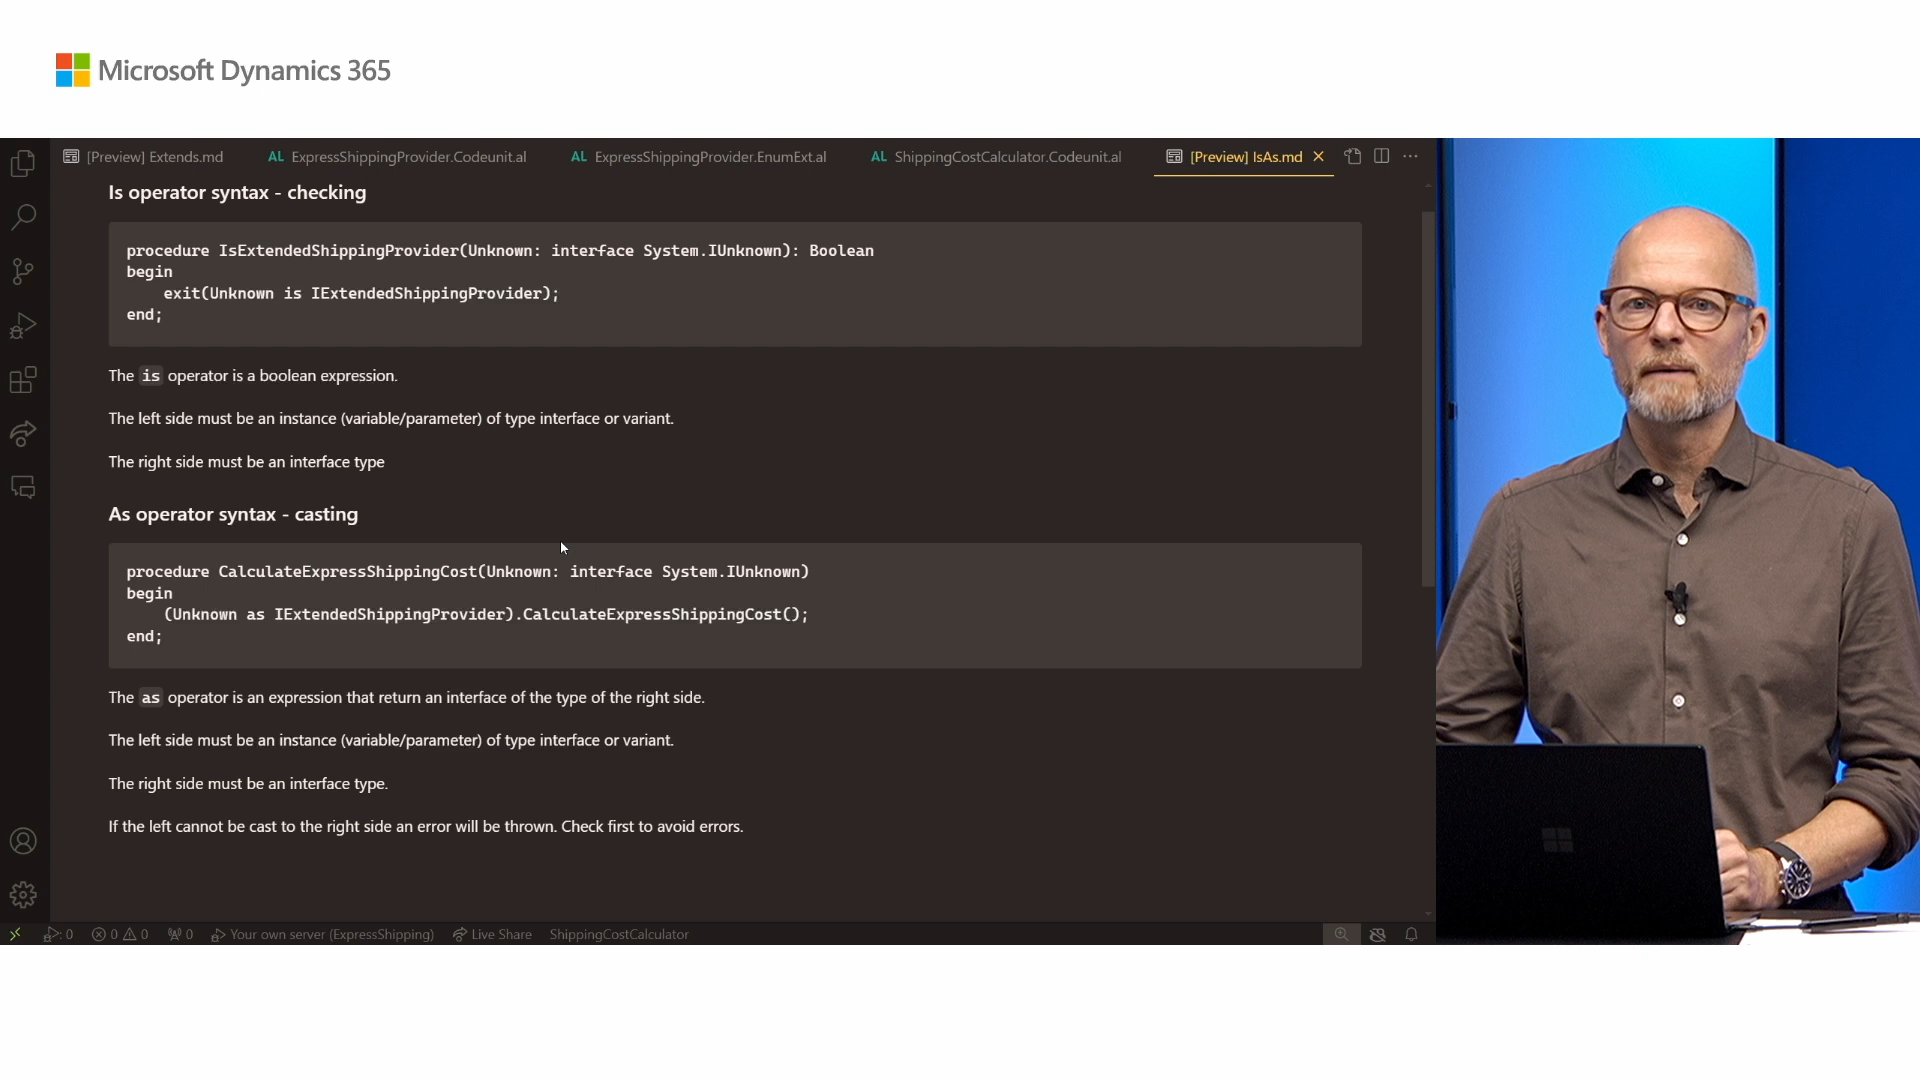 Microsoft Dynamics 365
[Preview] Extends.md AL ExpressShippingProvider.Codeunit.al AL ExpressShippingProvider.EnumExt.al AL ShippingCostCalculator.Codeunit.al [Preview] IsAs.md
Is operator syntax - checking
procedure IsExtendedShippingProvider(Unknown: interface System.IUnknown): Boolean
begin
    exit(Unknown is IExtendedShippingProvider);
end;
The is operator is a boolean expression.
The left side must be an instance (variable/parameter) of type interface or variant.
The right side must be an interface type
As operator syntax - casting
procedure CalculateExpressShippingCost(Unknown: interface System.IUnknown)
begin
    (Unknown as IExtendedShippingProvider).CalculateExpressShippingCost();
end;
The as operator is an expression that return an interface of the type of the right side.
The left side must be an instance (variable/parameter) of type interface or variant.
The right side must be an interface type.
If the left cannot be cast to the right side an error will be thrown. Check first to avoid errors.
: 0 0 0 0 Your own server (ExpressShipping) Live Share ShippingCostCalculator